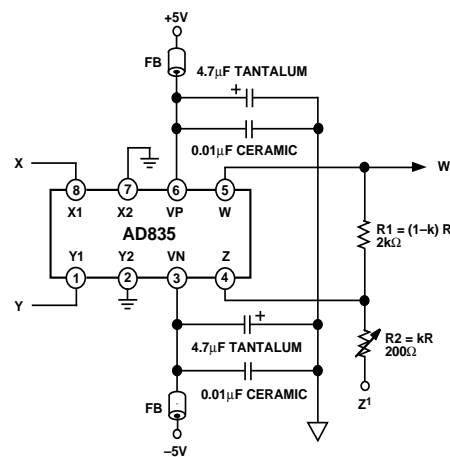 +5V
FB
4.7μF TANTALUM
+
0.01μF CERAMIC
X
W
8
7
6
5
X1
X2
VP
W
R1 = (1–k) R
2kΩ
AD835
Y1
Y2
VN
Z
1
2
3
4
Y
+
R2 = kR
200Ω
4.7μF TANTALUM
0.01μF CERAMIC
FB
Z1
–5V